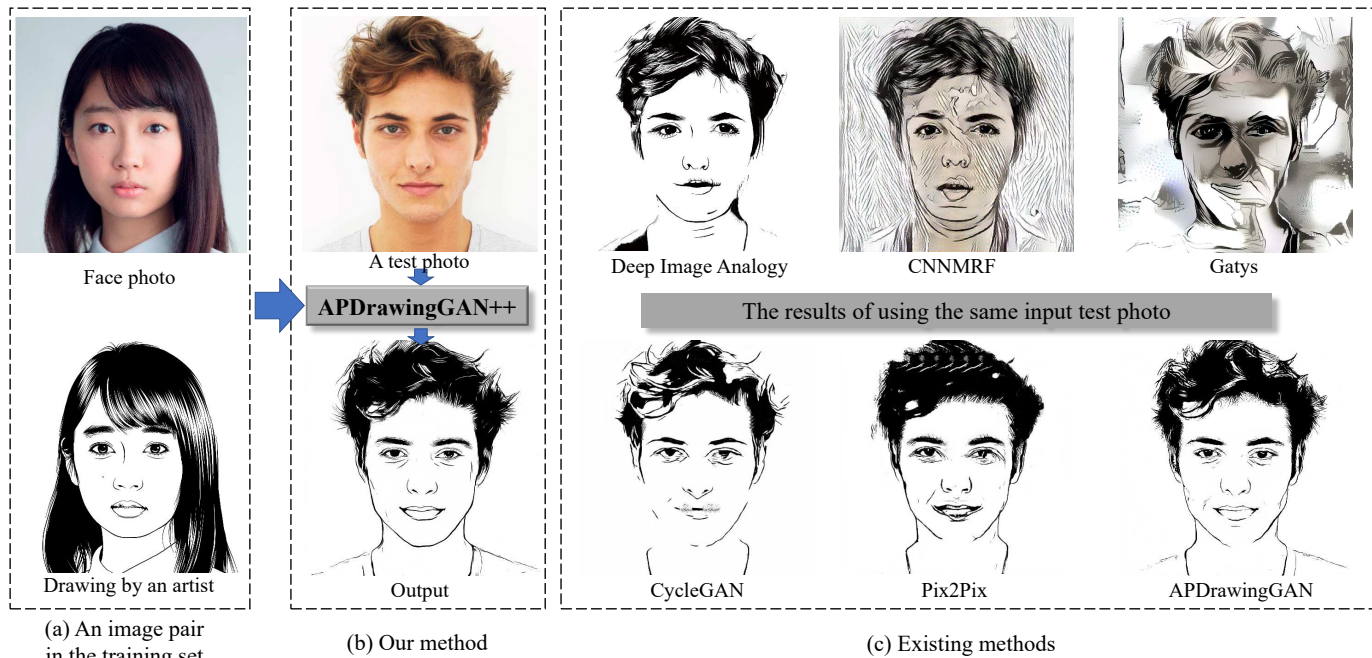 Face photo
Drawing by an artist
(a) An image pair
in the training set
A test photo
APDrawingGAN++
Output
(b) Our method
Deep Image Analogy
CNNMRF
Gatys
The results of using the same input test photo
CycleGAN
Pix2Pix
APDrawingGAN
(c) Existing methods